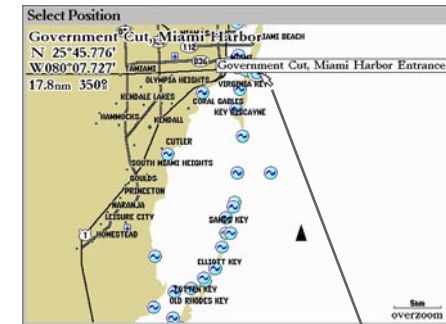 Select Position
Government Cut, Miami Harbor
N 25°45.776'
W080°07.727'
17.8nm 350º
MIAMI BEACH
112
836
Government Cut, Miami Harbor Entrance
TAMIAMI
OLYMPIA HEIGHTS
VIRGINIA KEY
KENDALE LAKES
CORAL GABLES
KEY BISCAYNE
HAMMOCKS
KENDALL
CUTLER
SOUTH MIAMI HEIGHTS
GOULDS
PRINCETON
NARANJA
LEISURE CITY
SANDS KEY
1
HOMESTEAD
ELLIOTT KEY
TOTTEN KEY
OLD RHODES KEY
5nm
overzoom